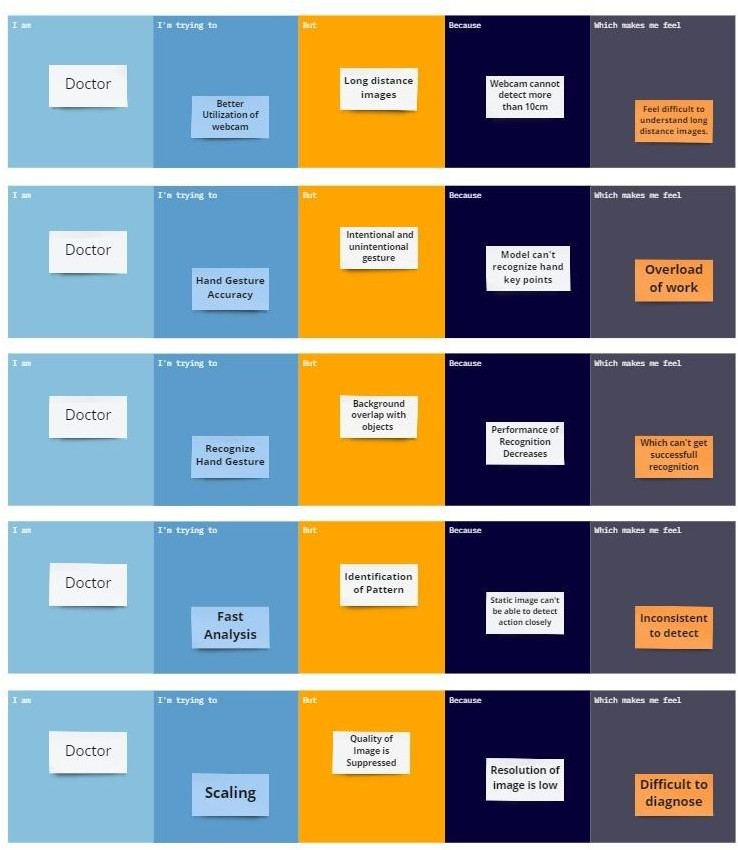 I am
I'm trying to
But
Because
Which makes me feel
Doctor
Better
Utilization of
webcam
Long distance
images
Webcam cannot
detect more
than 10cm
Feel difficult to
understand long
distance images.
I am
I'm trying to
But
Because
Which makes me feel
Doctor
Hand Gesture
Accuracy
Intentional and
unintentional
gesture
Model can't
recognize hand
key points
Overload
of work
I am
I'm trying to
But
Because
Which makes me feel
Doctor
Recognize
Hand Gesture
Background
overlap with
objects
Performance of
Recognition
Decreases
Which can't get
successfull
recognition
I am
I'm trying to
But
Because
Which makes me feel
Doctor
Fast
Analysis
Identification
of Pattern
Static image can't
be able to detect
action closely
Inconsistent
to detect
I am
I'm trying to
But
Because
Which makes me feel
Doctor
Scaling
Quality of
Image is
Suppressed
Resolution of
image is low
Difficult to
diagnose